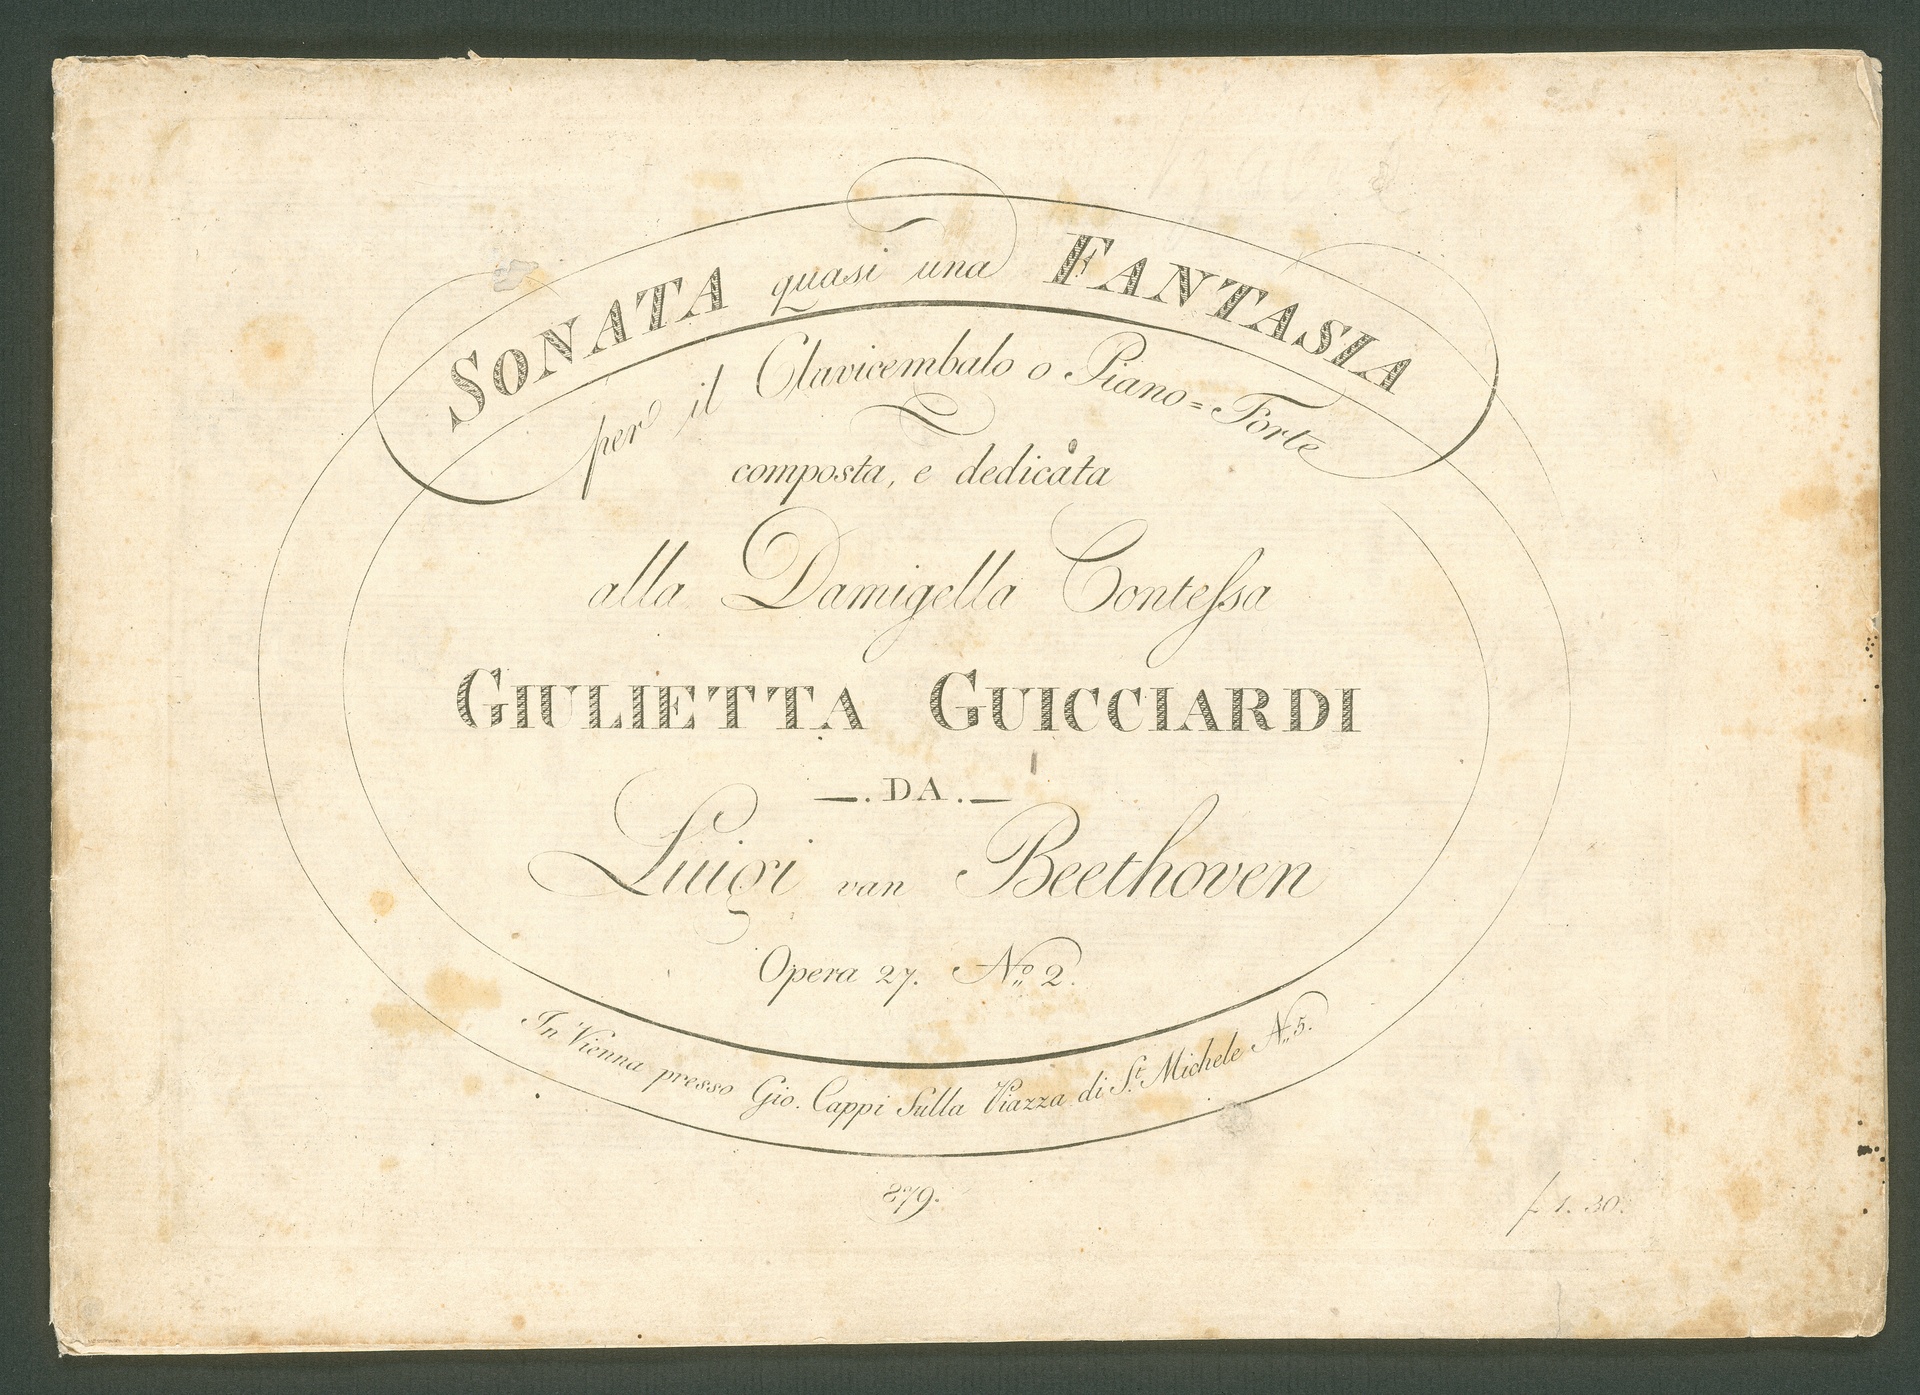 SONATA quasi una FANTASIA
per il Clavicembalo o Piano=Forte
composta, e dedicata
alla Damigella Conteſsa
GIULIETTA GUICCIARDI
—. DA .—
Luigi van Beethoven
Opera 27. No. 2.
In Vienna presso Gio. Cappi Sulla Piazza di St. Michele No. 5.
879.
f 1. 30.